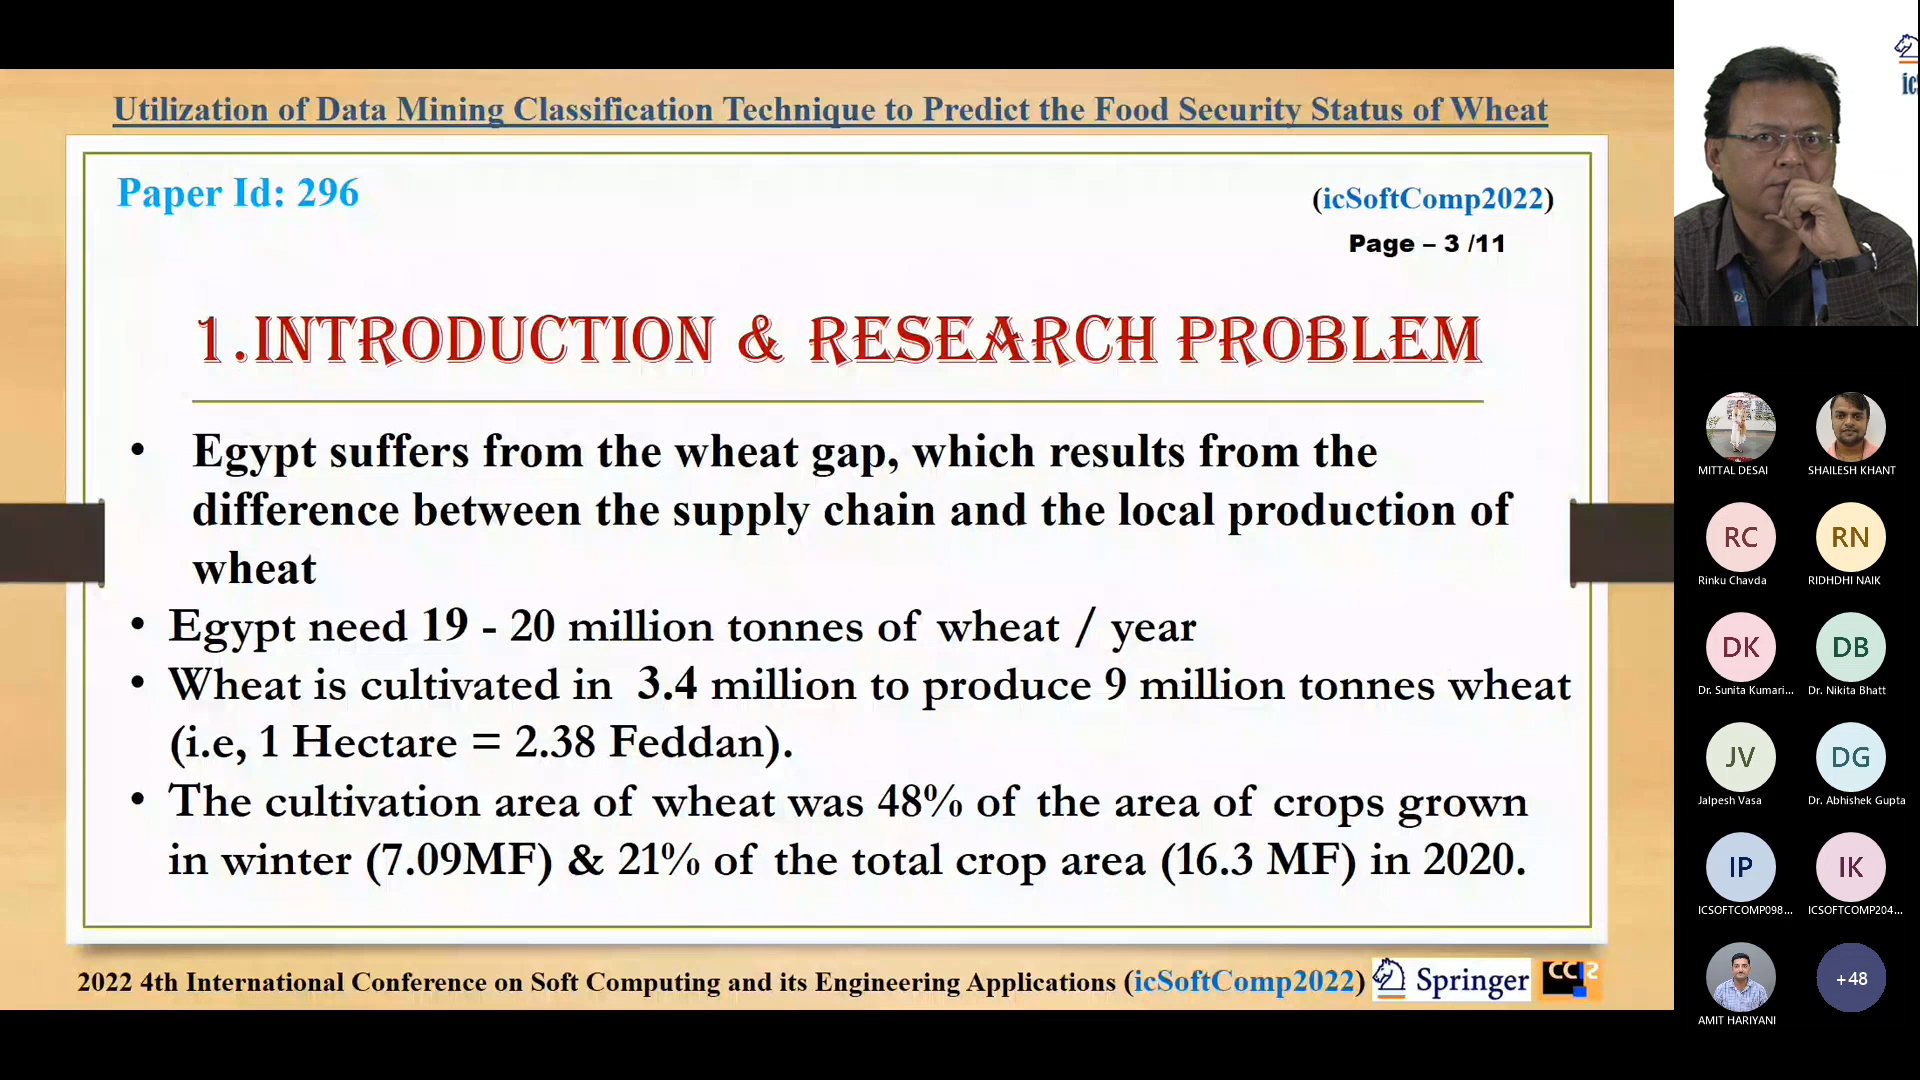 Utilization of Data Mining Classification Technique to Predict the Food Security Status of Wheat
Paper Id: 296
(icSoftComp2022)
Page – 3 /11
1.INTRODUCTION & RESEARCH PROBLEM
• Egypt suffers from the wheat gap, which results from the
difference between the supply chain and the local production of
wheat
• Egypt need 19 - 20 million tonnes of wheat / year
• Wheat is cultivated in 3.4 million to produce 9 million tonnes wheat
(i.e, 1 Hectare = 2.38 Feddan).
• The cultivation area of wheat was 48% of the area of crops grown
in winter (7.09MF) & 21% of the total crop area (16.3 MF) in 2020.
2022 4th International Conference on Soft Computing and its Engineering Applications (icSoftComp2022)
Springer
ic
MITTAL DESAI
SHAILESH KHANT
RC
Rinku Chavda
RN
RIDHDHI NAIK
DK
Dr. Sunita Kumari...
DB
Dr. Nikita Bhatt
JV
Jalpesh Vasa
DG
Dr. Abhishek Gupta
IP
ICSOFTCOMP098...
IK
ICSOFTCOMP204...
AMIT HARIYANI
+48